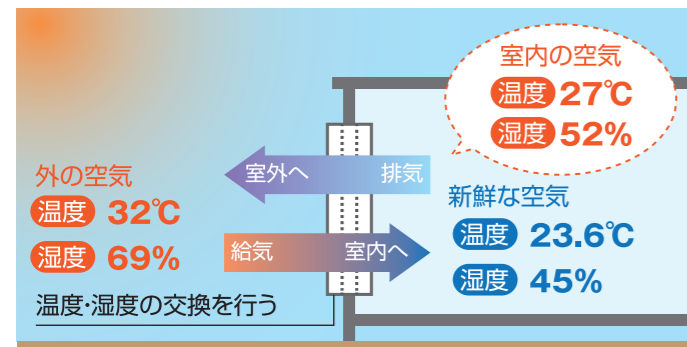 室内の空気
温度 27℃
湿度 52%
外の空気
温度 32℃
湿度 69%
室外へ 排気
給気 室内へ
新鮮な空気
温度 23.6℃
湿度 45%
温度・湿度の交換を行う